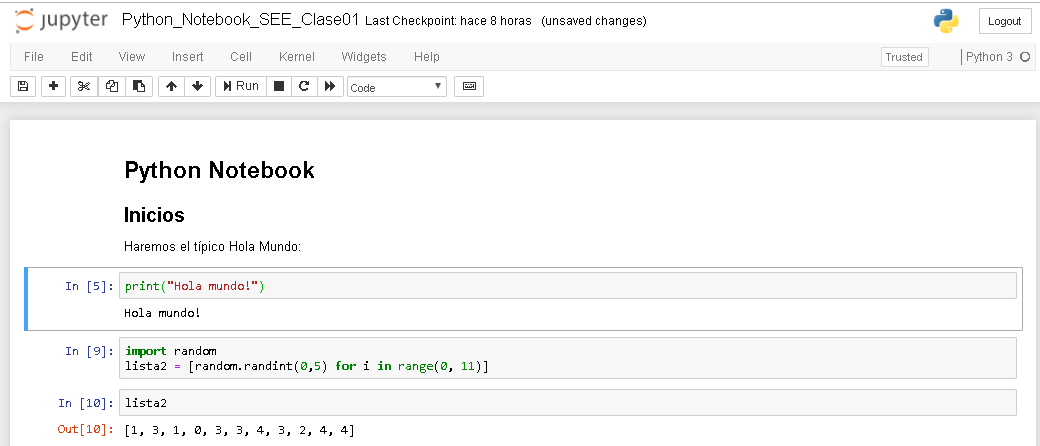 jupyter Python_Notebook_SEE_Clase01 Last Checkpoint: hace 8 horas (unsaved changes) Logout
File Edit View Insert Cell Kernel Widgets Help Trusted Python 3
Run Code
Python Notebook
Inicios
Haremos el típico Hola Mundo:
In [5]: print("Hola mundo!")
Hola mundo!
In [9]: import random
lista2 = [random.randint(0,5) for i in range(0, 11)]
In [10]: lista2
Out[10]: [1, 3, 1, 0, 3, 3, 4, 3, 2, 4, 4]